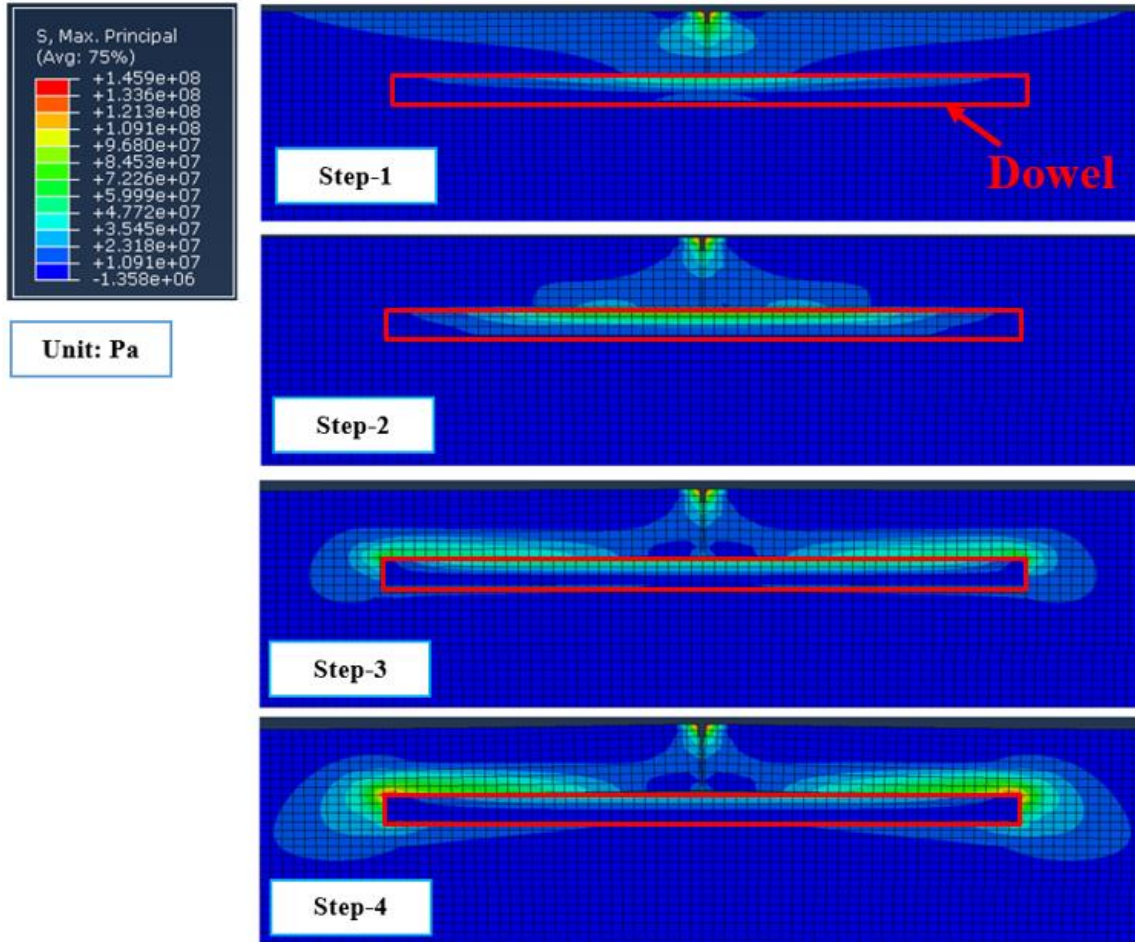 S, Max. Principal
(Avg: 75%)
+1.459e+08
+1.336e+08
+1.213e+08
+1.091e+08
+9.680e+07
+8.453e+07
+7.226e+07
+5.999e+07
+4.772e+07
+3.545e+07
+2.318e+07
+1.091e+07
-1.358e+06
Unit: Pa
Step-1
Dowel
Step-2
Step-3
Step-4